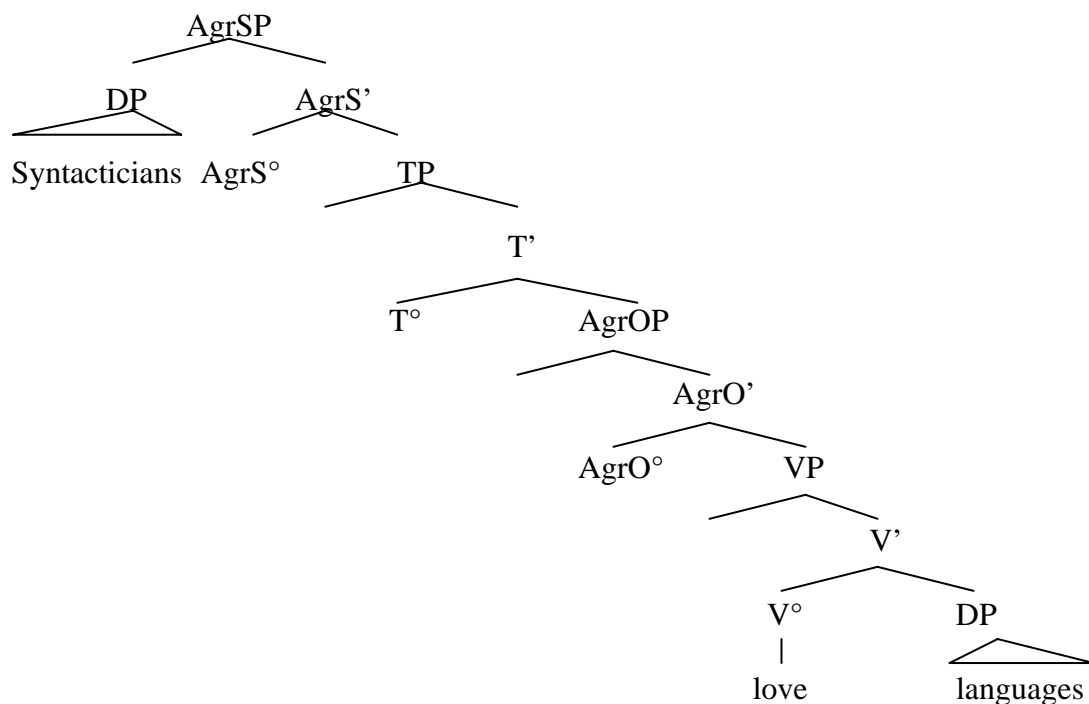 AgrSP
DP AgrS’
Syntacticians AgrS° TP
T’
T° AgrOP
AgrO’
AgrO° VP
V’
V° DP
love languages